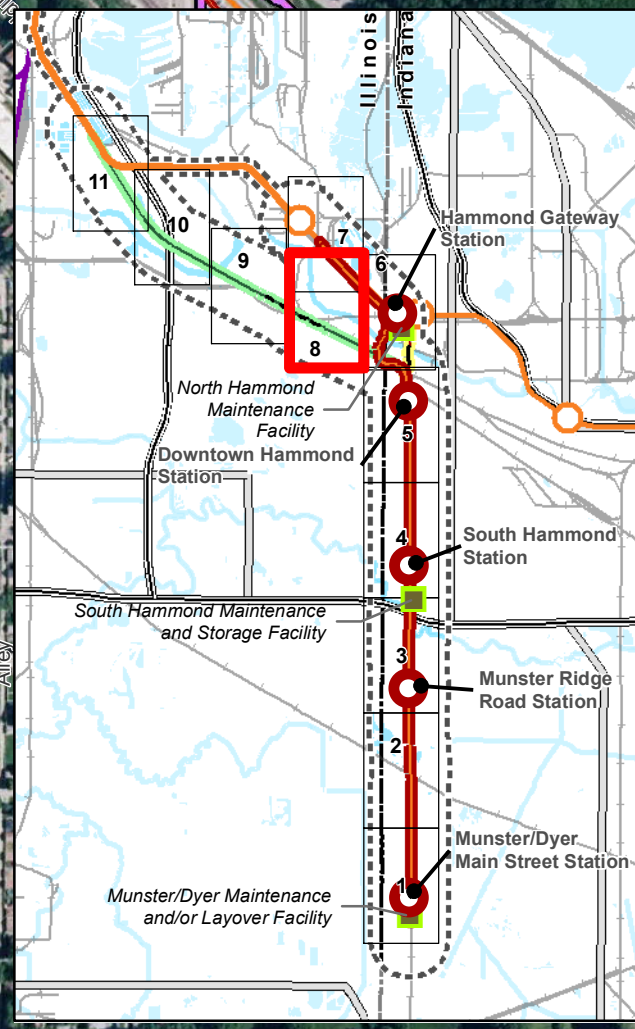 Illinois
Indiana
11
10
9
7
6
8
Hammond Gateway
Station
North Hammond
Maintenance
Facility
Downtown Hammond
Station
5
4
South Hammond
Station
South Hammond Maintenance
and Storage Facility
Alley
3
Munster Ridge
Road Station
2
Munster/Dyer
Main Street Station
1
Munster/Dyer Maintenance
and/or Layover Facility